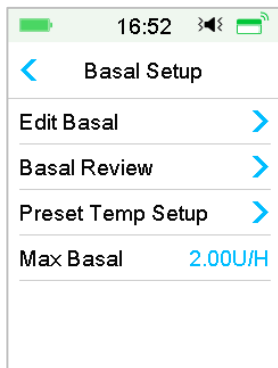 16:52
Basal Setup
Edit Basal
Basal Review
Preset Temp Setup
Max Basal 2.00U/H